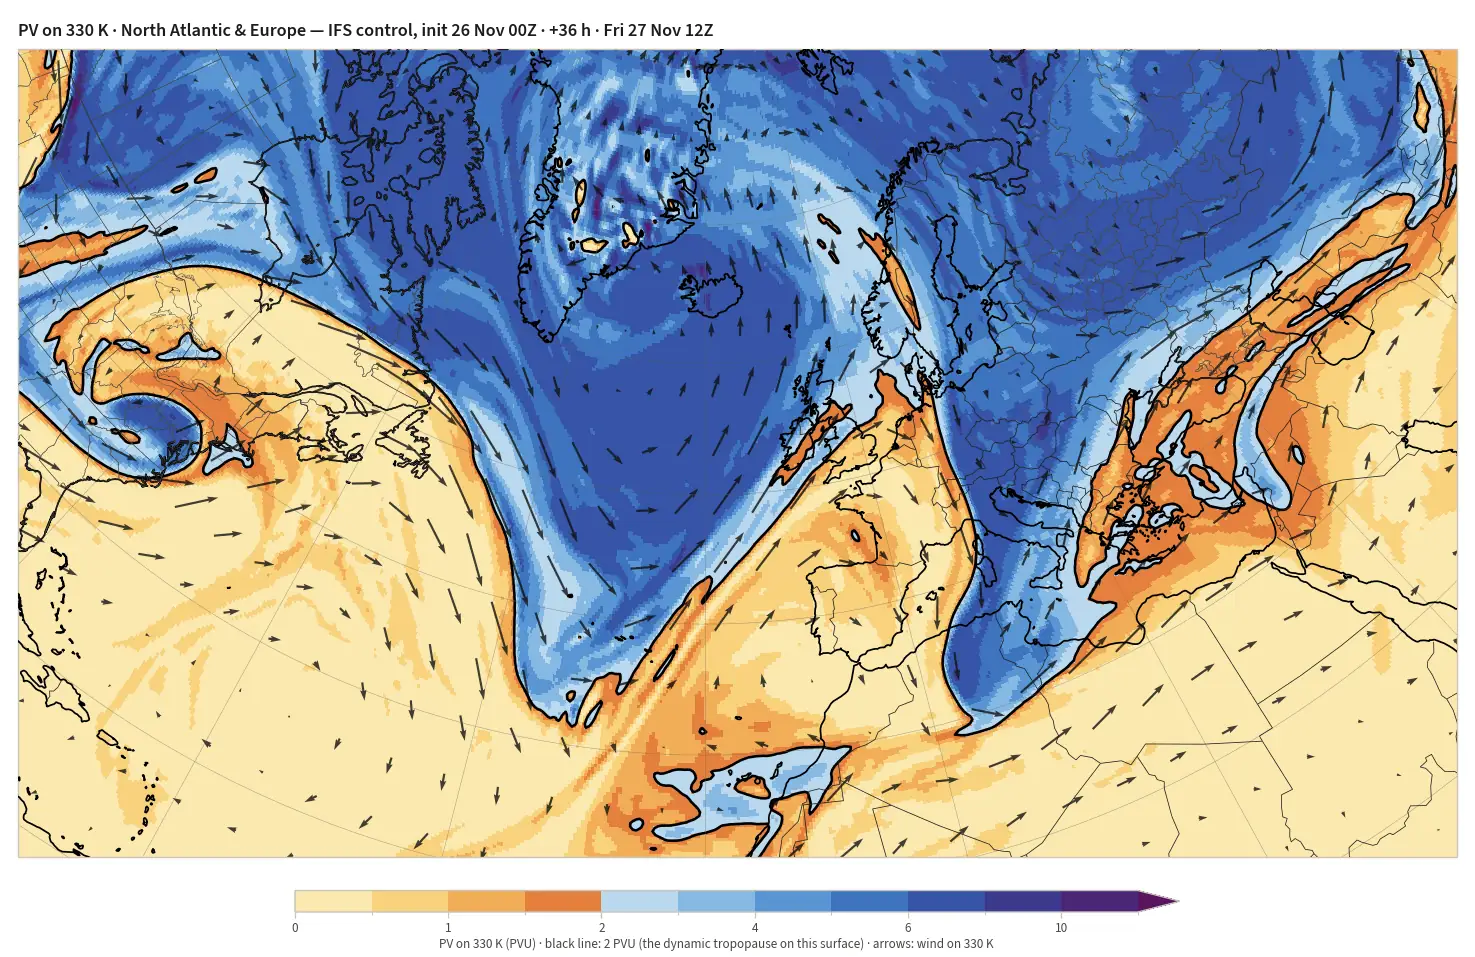 PV on 330 K · North Atlantic & Europe — IFS control, init 26 Nov 00Z · +36 h · Fri 27 Nov 12Z
0 1 2 4 6 10
PV on 330 K (PVU) · black line: 2 PVU (the dynamic tropopause on this surface) · arrows: wind on 330 K